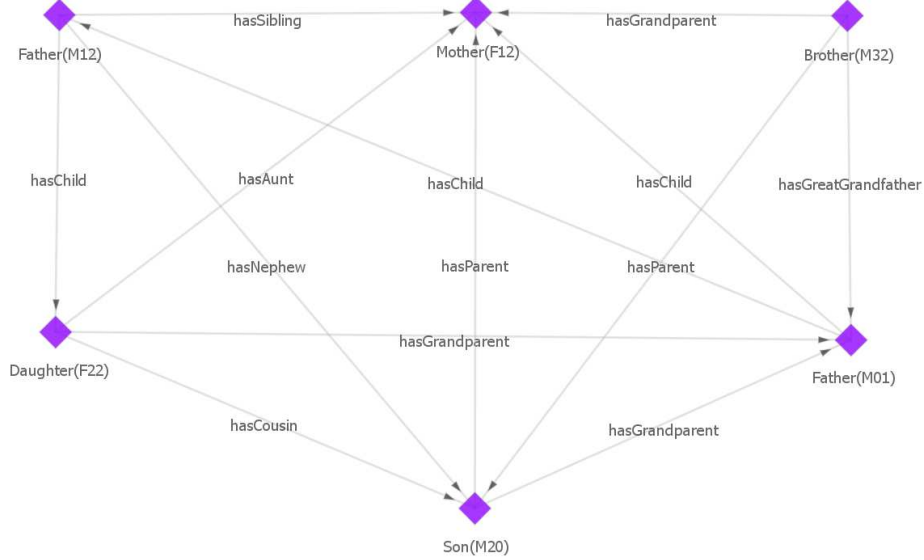 hasSibling
hasGrandparent
Father(M12)
Mother(F12)
Brother(M32)
hasChild
hasAunt
hasChild
hasChild
hasGreatGrandfather
hasNephew
hasParent
hasParent
hasGrandparent
Daughter(F22)
Father(M01)
hasCousin
hasGrandparent
Son(M20)